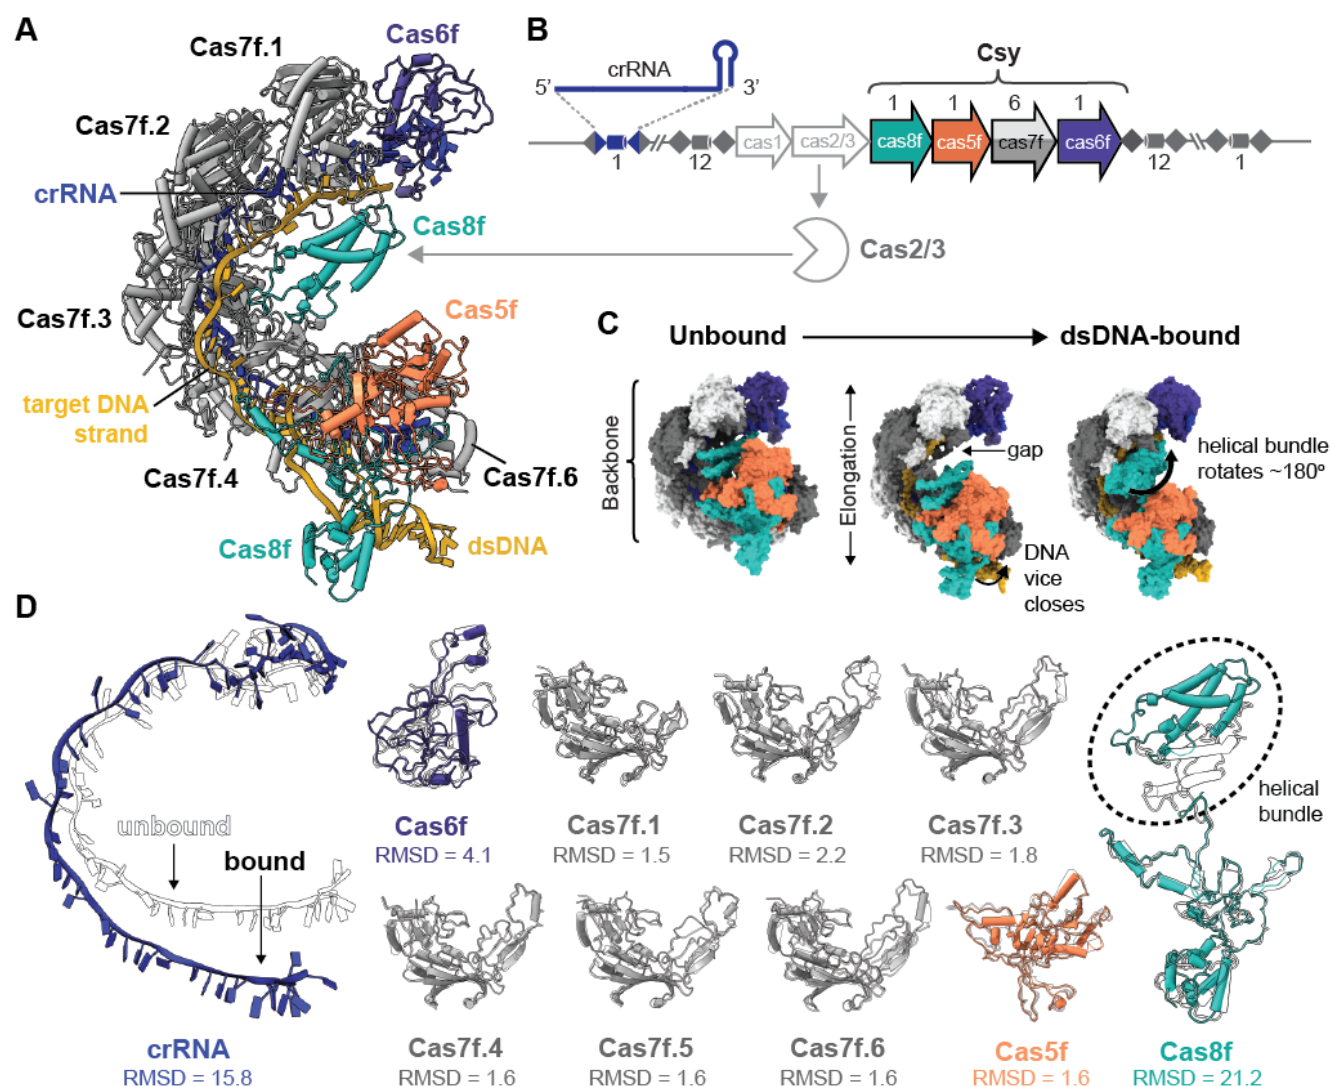 A
Cas7f.1
Cas6f
Cas7f.2
crRNA
Cas8f
Cas7f.3
Cas5f
target DNA
strand
Cas7f.4
Cas7f.6
Cas8f
dsDNA
B
Csy
crRNA
5’
3’
1
1
6
1
cas1
cas2/3
cas8f
cas5f
cas7f
cas6f
1
12
12
1
Cas2/3
C
Unbound
dsDNA-bound
Backbone
Elongation
gap
helical bundle
rotates ~180º
DNA
vice
closes
D
unbound
bound
crRNA
RMSD = 15.8
Cas6f
RMSD = 4.1
Cas7f.1
RMSD = 1.5
Cas7f.2
RMSD = 2.2
Cas7f.3
RMSD = 1.8
helical
bundle
Cas7f.4
RMSD = 1.6
Cas7f.5
RMSD = 1.6
Cas7f.6
RMSD = 1.6
Cas5f
RMSD = 1.6
Cas8f
RMSD = 21.2